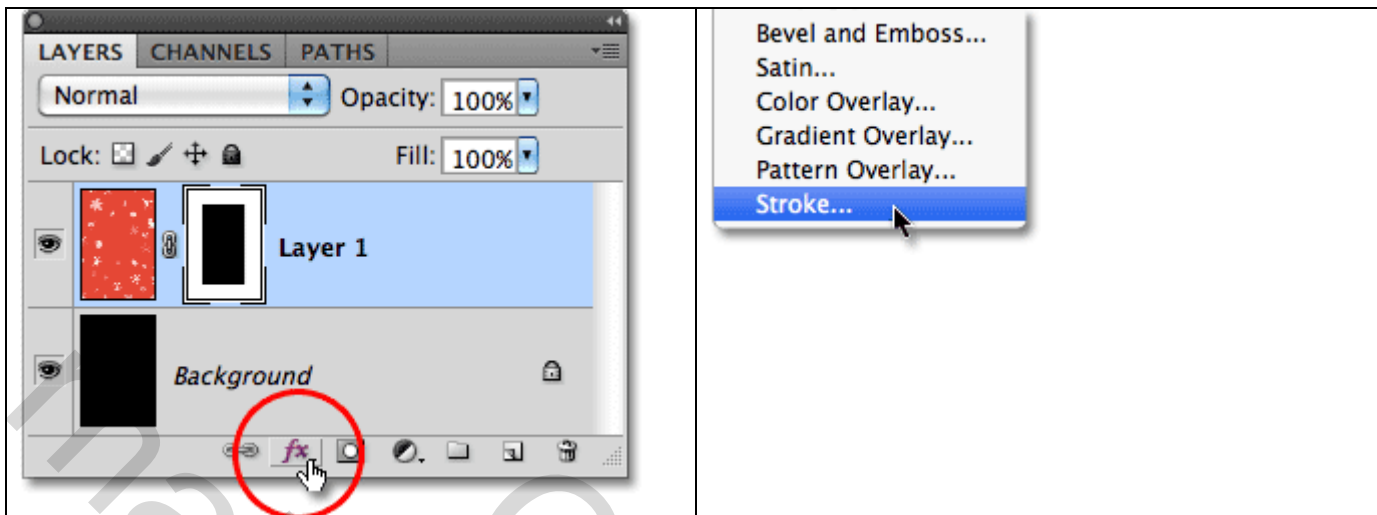 LAYERS CHANNELS PATHS
Normal Opacity: 100%
Lock: Fill: 100%
Layer 1
Background
fx
Bevel and Emboss...
Satin...
Color Overlay...
Gradient Overlay...
Pattern Overlay...
Stroke...